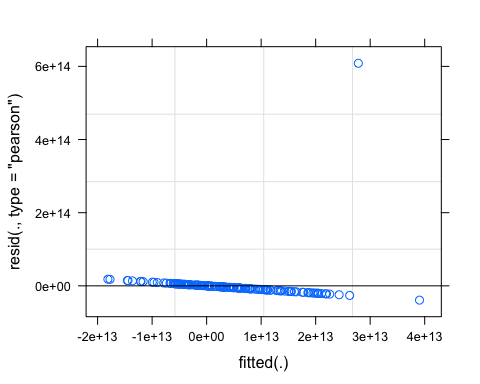 6e+14
4e+14
2e+14
0e+00
resid(., type = "pearson")
-2e+13 -1e+13 0e+00 1e+13 2e+13 3e+13 4e+13
fitted(.)